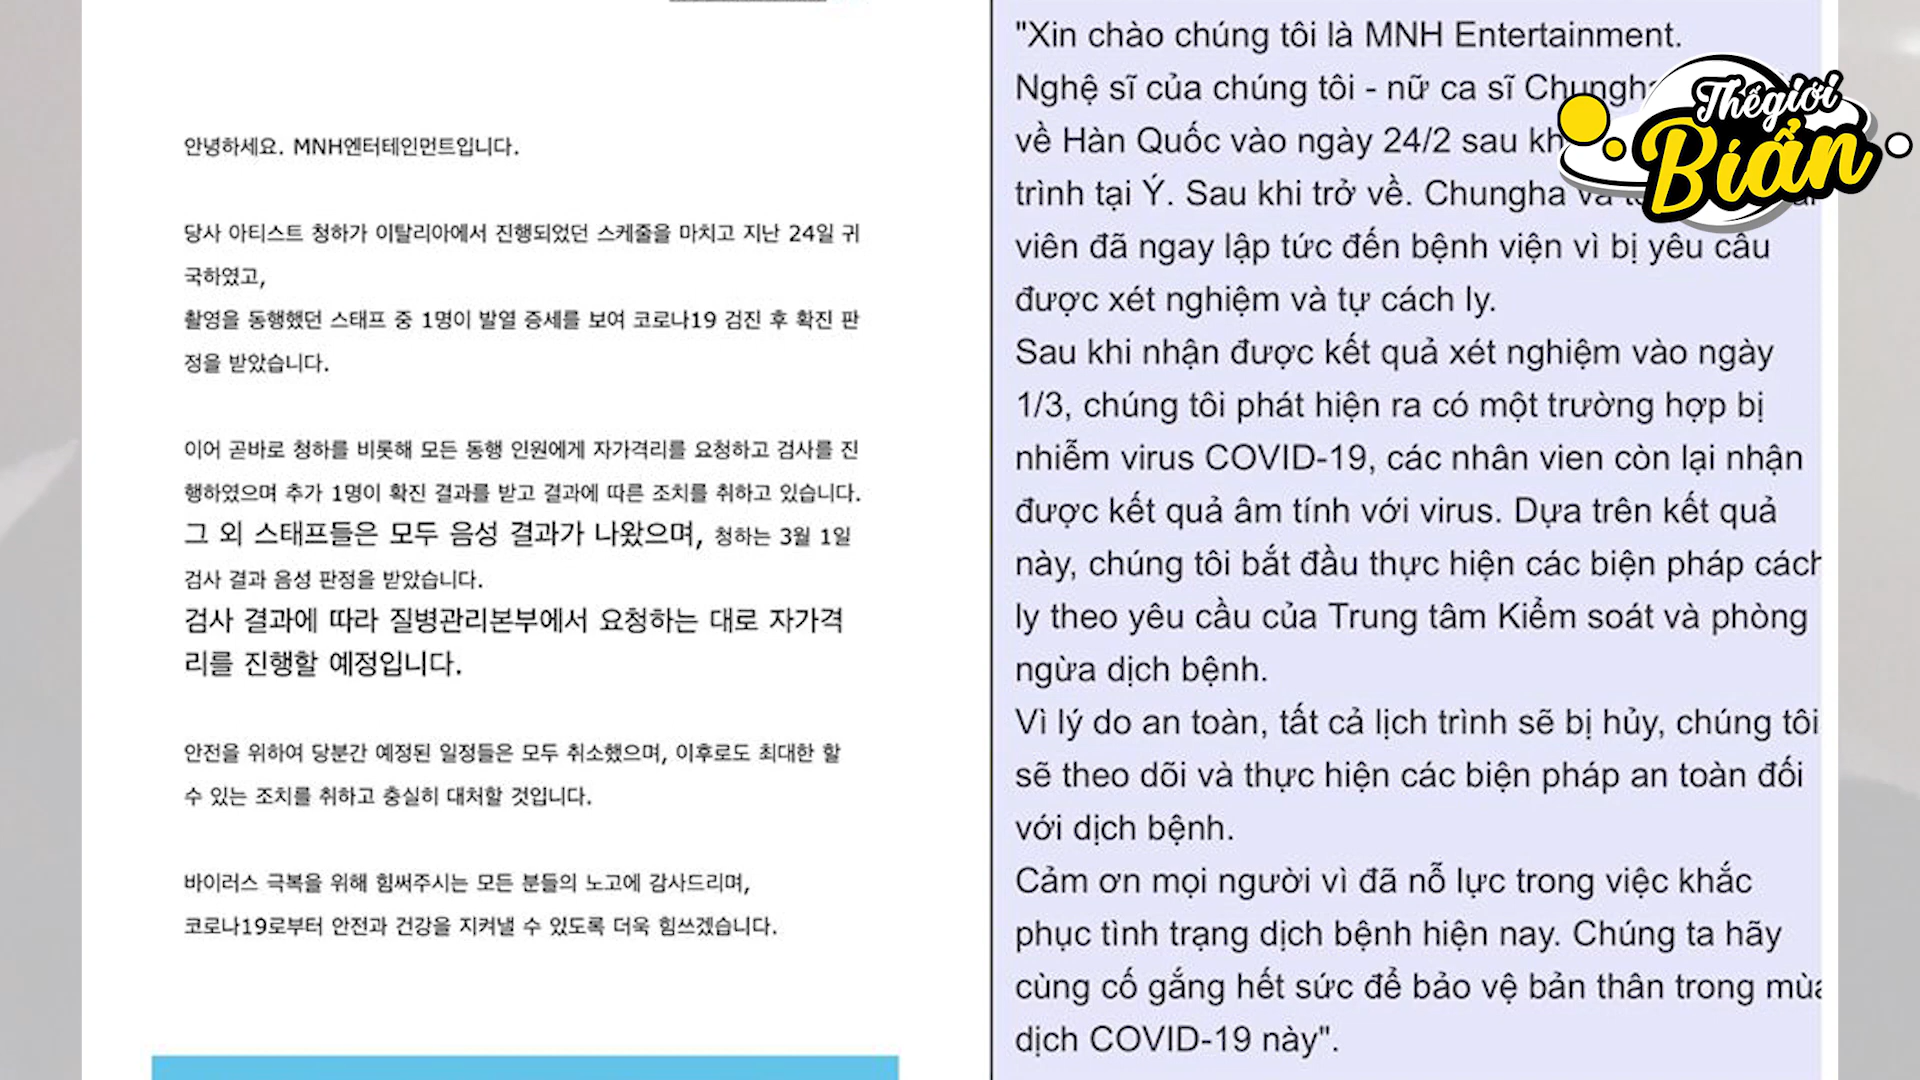 안녕하세요. MNH엔터테인먼트입니다.
당사 아티스트 청하가 이탈리아에서 진행되었던 스케줄을 마치고 지난 24일 귀
국하였고,
촬영을 동행했던 스태프 중 1명이 발열 증세를 보여 코로나19 검진 후 확진 판
정을 받았습니다.
이어 곧바로 청하를 비롯해 모든 동행 인원에게 자가격리를 요청하고 검사를 진
행하였으며 추가 1명이 확진 결과를 받고 결과에 따른 조치를 취하고 있습니다.
그 외 스태프들은 모두 음성 결과가 나왔으며, 청하는 3월 1일
검사 결과 음성 판정을 받았습니다.
검사 결과에 따라 질병관리본부에서 요청하는 대로 자가격
리를 진행할 예정입니다.
안전을 위하여 당분간 예정된 일정들은 모두 취소했으며, 이후로도 최대한 할
수 있는 조치를 취하고 충실히 대처할 것입니다.
바이러스 극복을 위해 힘써주시는 모든 분들의 노고에 감사드리며,
코로나19로부터 안전과 건강을 지켜낼 수 있도록 더욱 힘쓰겠습니다.
"Xin chào chúng tôi là MNH Entertainment.
Nghệ sĩ của chúng tôi - nữ ca sĩ Chungha
về Hàn Quốc vào ngày 24/2 sau
trình tại Ý. Sau khi trở về. Chungha và
viên đã ngay lập tức đến bệnh viện vì bị yêu cầu
được xét nghiệm và tự cách ly.
Sau khi nhận được kết quả xét nghiệm vào ngày
1/3, chúng tôi phát hiện ra có một trường hợp bị
nhiễm virus COVID-19, các nhân vien còn lại nhận
được kết quả âm tính với virus. Dựa trên kết quả
này, chúng tôi bắt đầu thực hiện các biện pháp cách
ly theo yêu cầu của Trung tâm Kiểm soát và phòng
ngừa dịch bệnh.
Vì lý do an toàn, tất cả lịch trình sẽ bị hủy, chúng tôi
sẽ theo dõi và thực hiện các biện pháp an toàn đối
với dịch bệnh.
Cảm ơn mọi người vì đã nỗ lực trong việc khắc
phục tình trạng dịch bệnh hiện nay. Chúng ta hãy
cùng cố gắng hết sức để bảo vệ bản thân trong mùa
dịch COVID-19 này".
Thế giới
Bí ẩn